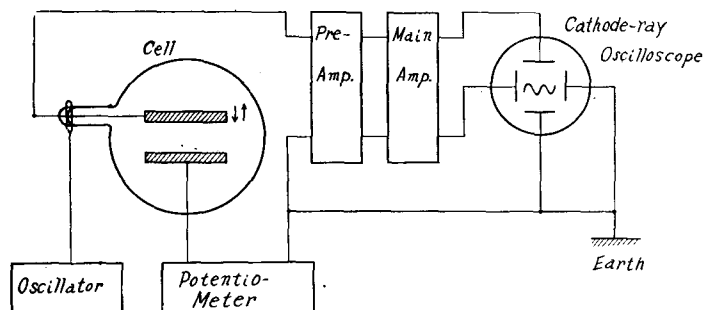 Cell
Pre-
Amp.
Main
Amp.
Cathode-ray
Oscilloscope
Earth
Oscillator
Potentio-
Meter